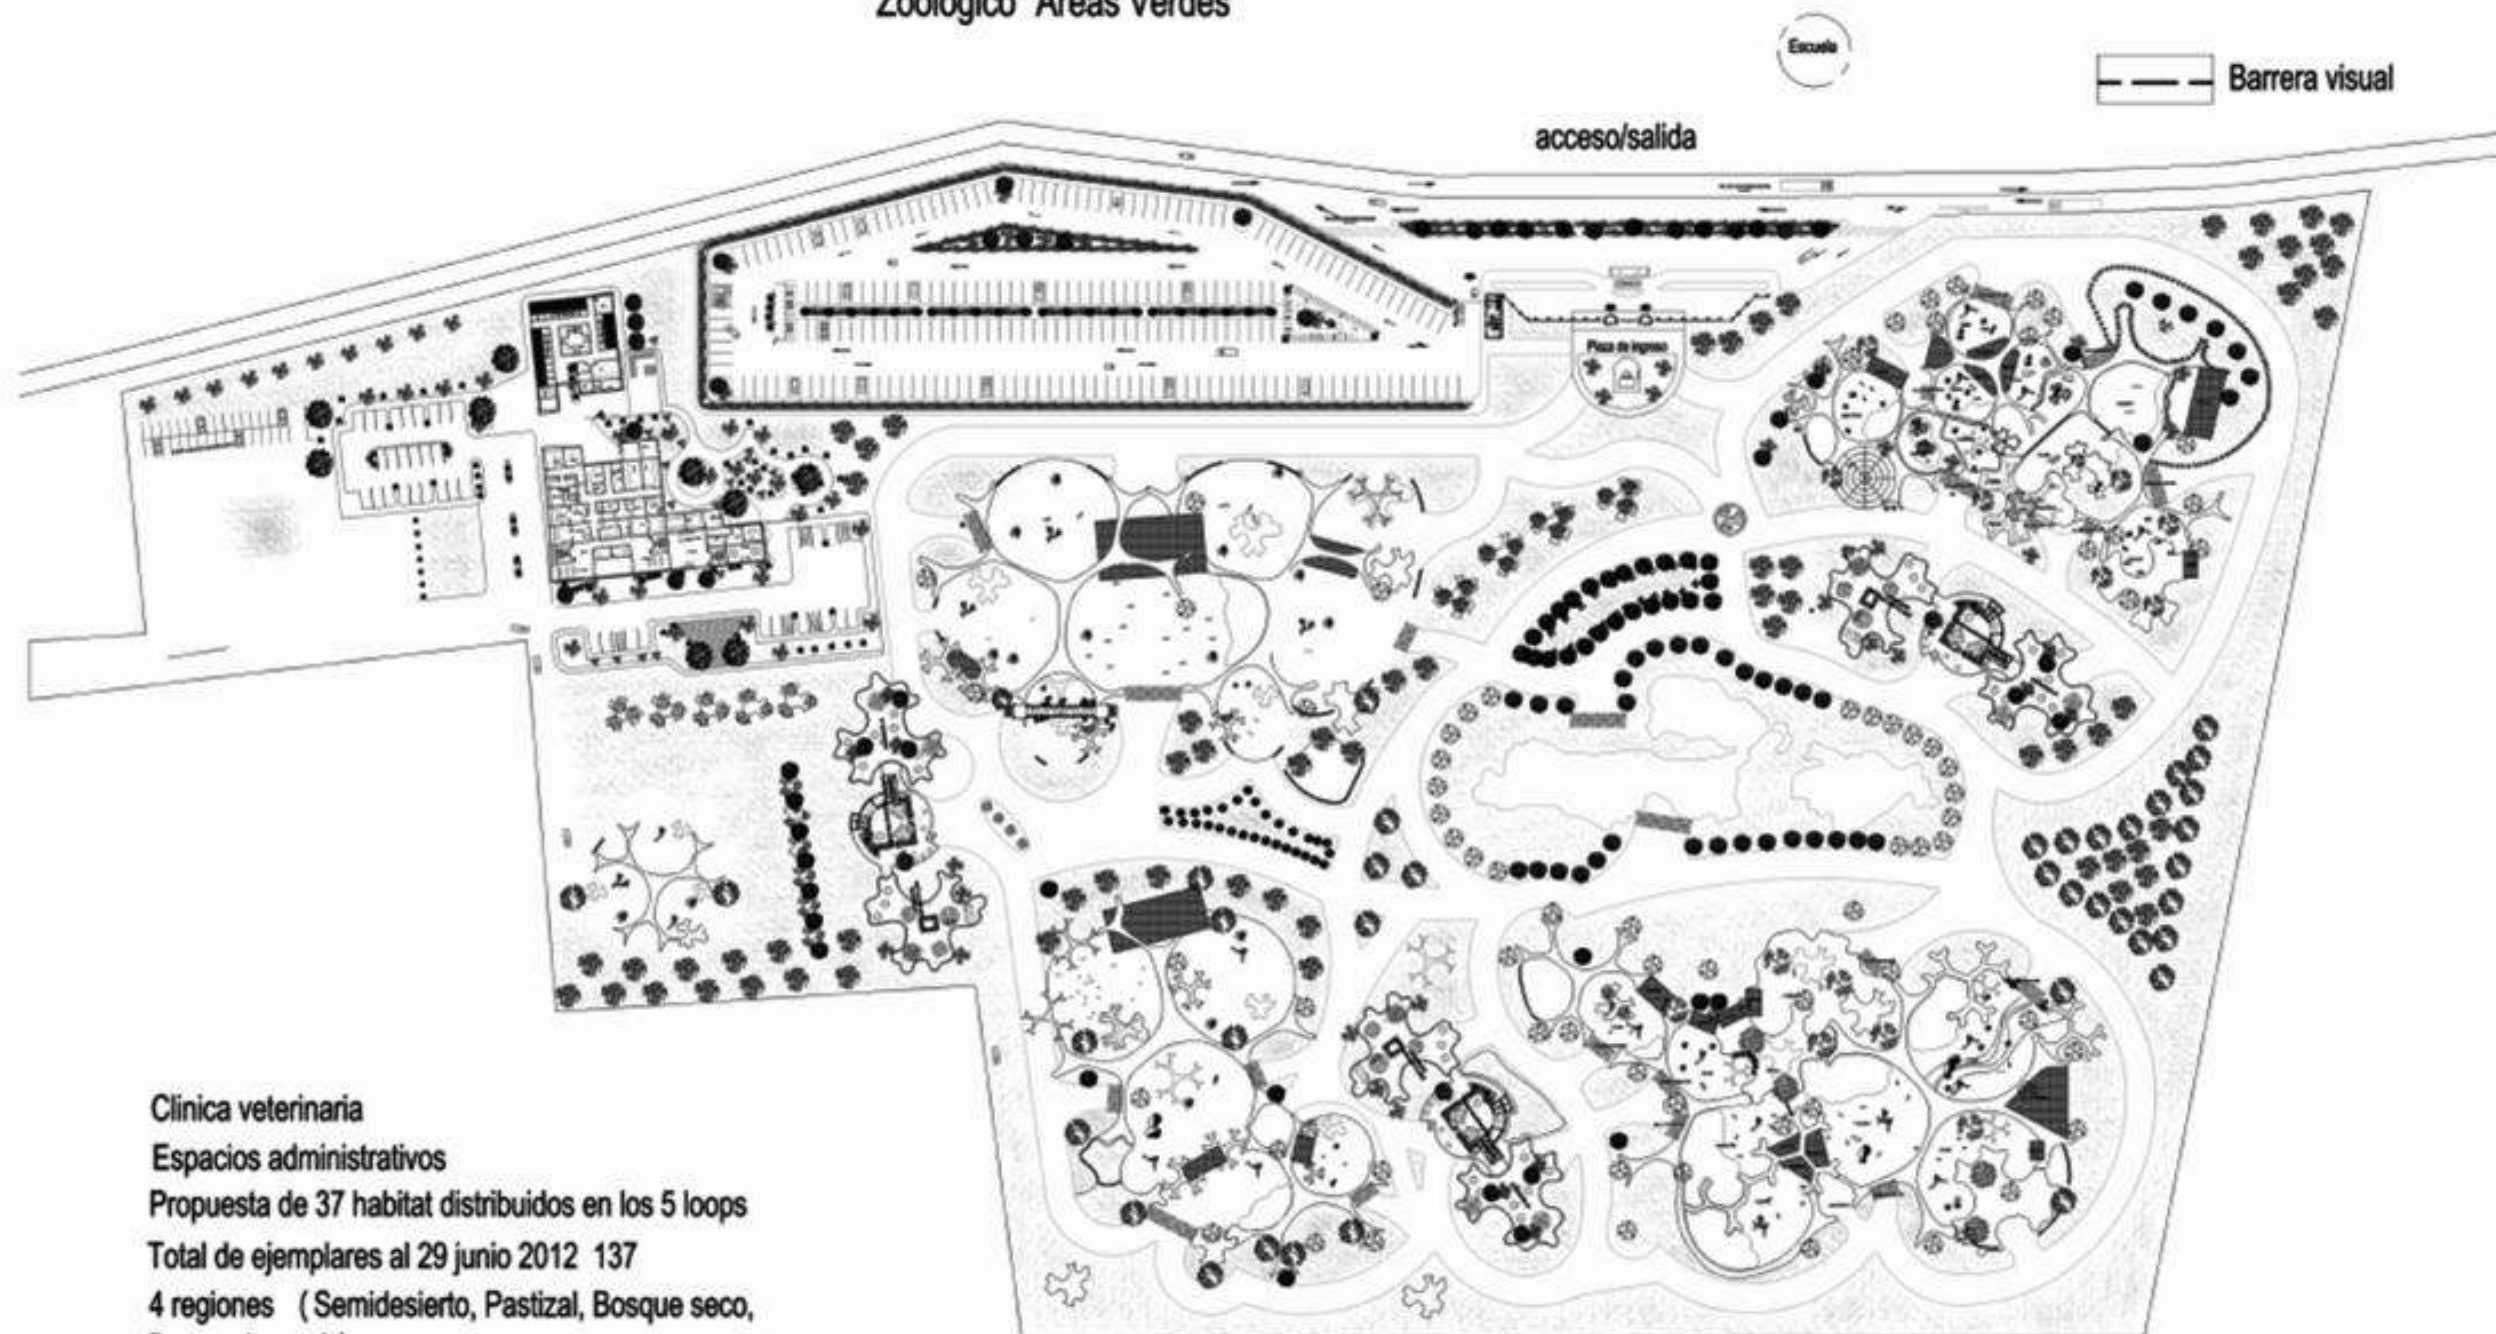 Zoológico Areas Verdes
Escuela
Barrera visual
acceso/salida
Plaza de ingreso
Clinica veterinaria
Espacios administrativos
Propuesta de 37 habitat distribuidos en los 5 loops
Total de ejemplares al 29 junio 2012 137
4 regiones ( Semidesierto, Pastizal, Bosque seco,